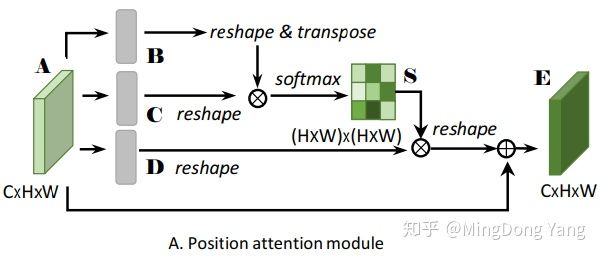 A
B
reshape & transpose
C
reshape
softmax
S
E
(HxW)x(HxW)
reshape
D
reshape
CxHxW
CxHxW
知乎 @MingDong Yang
A. Position attention module